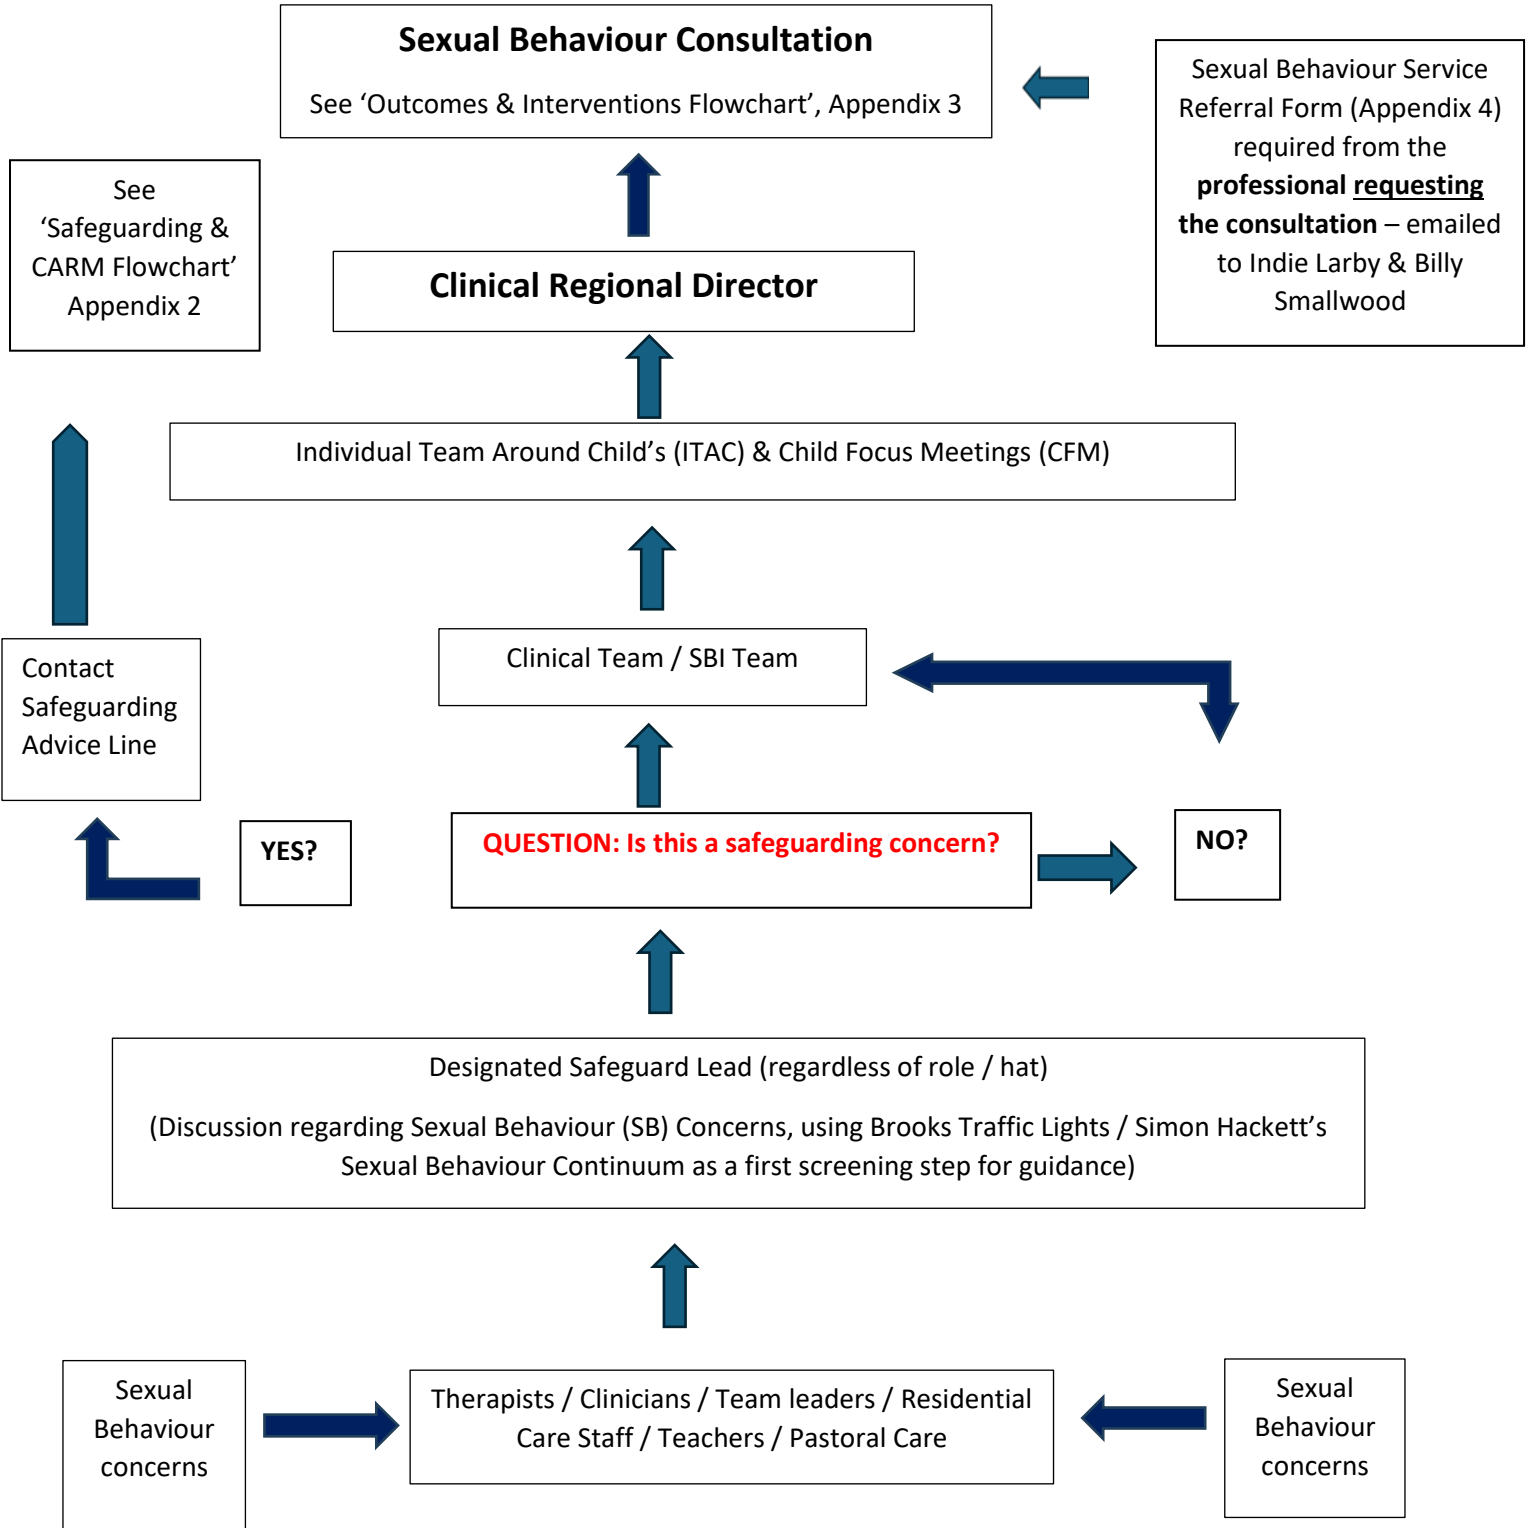 Sexual Behaviour Consultation
See ‘Outcomes & Interventions Flowchart’, Appendix 3
Sexual Behaviour Service
Referral Form (Appendix 4)
required from the
professional requesting
the consultation – emailed
to Indie Larby & Billy
Smallwood
See
‘Safeguarding &
CARM Flowchart’
Appendix 2
Clinical Regional Director
Individual Team Around Child’s (ITAC) & Child Focus Meetings (CFM)
Clinical Team / SBI Team
Contact
Safeguarding
Advice Line
YES?
QUESTION: Is this a safeguarding concern?
NO?
Designated Safeguard Lead (regardless of role / hat)
(Discussion regarding Sexual Behaviour (SB) Concerns, using Brooks Traffic Lights / Simon Hackett’s
Sexual Behaviour Continuum as a first screening step for guidance)
Sexual
Behaviour
concerns
Therapists / Clinicians / Team leaders / Residential
Care Staff / Teachers / Pastoral Care
Sexual
Behaviour
concerns